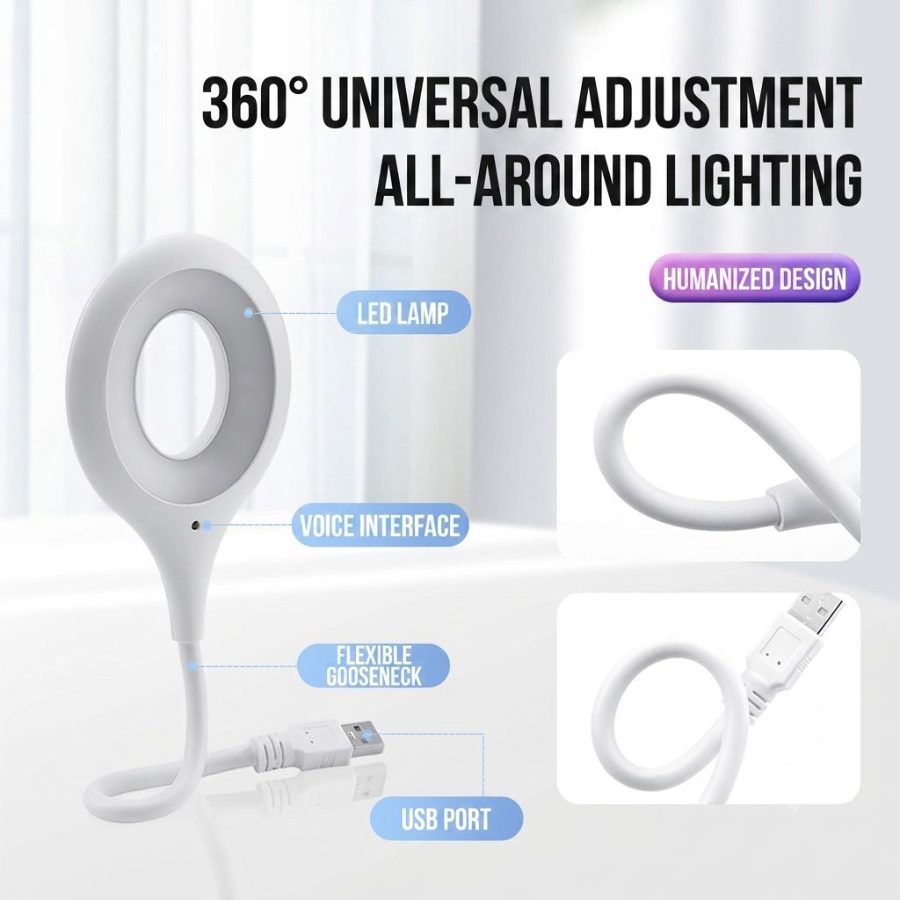 360° UNIVERSAL ADJUSTMENT
ALL-AROUND LIGHTING
HUMANIZED DESIGN
LED LAMP
VOICE INTERFACE
FLEXIBLE
GOOSENECK
USB PORT